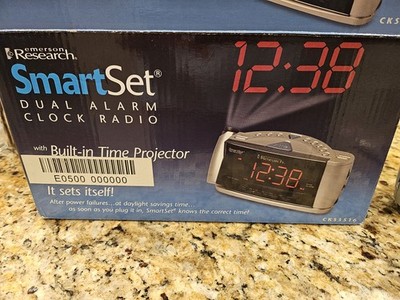 CKS
emerson
Research
12:38
SmartSet®
DUAL ALARM
CLOCK RADIO
with Built-in Time Projector
E0500 000000
12:38
It sets itself!
After power failures...at daylight savings time...
as soon as you plug it in, SmartSet® knows the correct time!